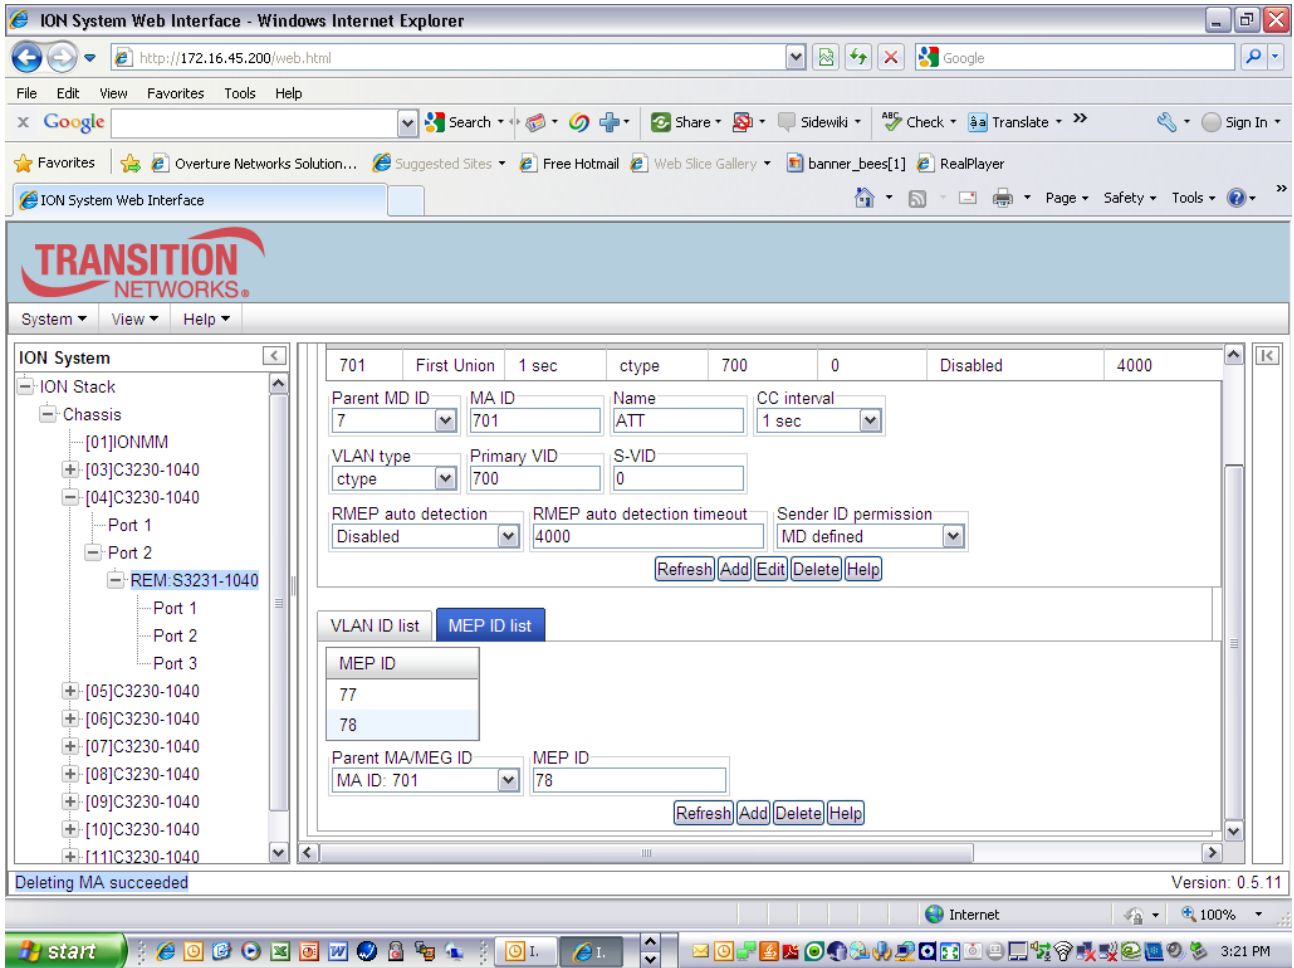 ION System Web Interface - Windows Internet Explorer
http://172.16.45.200/web.html
Google
File Edit View Favorites Tools Help
x Google Search Share Sidewiki ABC Check Translate >> Sign In
Favorites Overture Networks Solution... Suggested Sites Free Hotmail Web Slice Gallery banner_bees[1] RealPlayer
ION System Web Interface Page Safety Tools >>
TRANSITION
NETWORKS®
System View Help
ION System
ION Stack
Chassis
[01]IONMM
[03]C3230-1040
[04]C3230-1040
Port 1
Port 2
REM:S3231-1040
Port 1
Port 2
Port 3
[05]C3230-1040
[06]C3230-1040
[07]C3230-1040
[08]C3230-1040
[09]C3230-1040
[10]C3230-1040
[11]C3230-1040
701 First Union 1 sec ctype 700 0 Disabled 4000
Parent MD ID MA ID Name CC interval
7 701 ATT 1 sec
VLAN type Primary VID S-VID
ctype 700 0
RMEP auto detection RMEP auto detection timeout Sender ID permission
Disabled 4000 MD defined
Refresh Add Edit Delete Help
VLAN ID list MEP ID list
MEP ID
77
78
Parent MA/MEG ID MEP ID
MA ID: 701 78
Refresh Add Delete Help
Deleting MA succeeded Version: 0.5.11
Internet 100%
start I. I. 3:21 PM